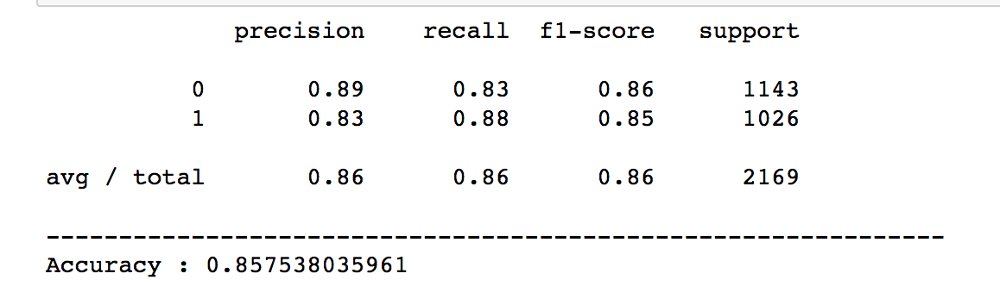 precision recall f1-score support
0 0.89 0.83 0.86 1143
1 0.83 0.88 0.85 1026
avg / total 0.86 0.86 0.86 2169
--------------------------------------------------------------
Accuracy : 0.857538035961